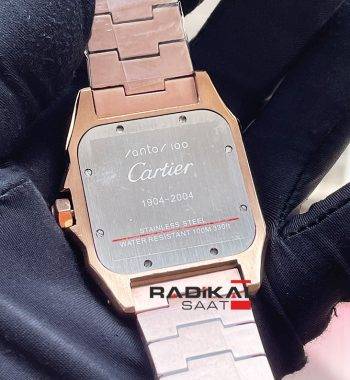 Santos 100
Cartier
1904-2004
STAINLESS STEEL
WATER RESISTANT 100M 330ft
RADiKAL
SAAT